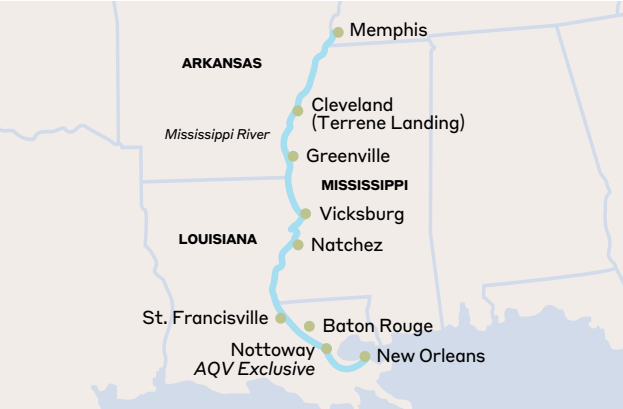 Memphis
ARKANSAS
Cleveland
(Terrene Landing)
Mississippi River
Greenville
MISSISSIPPI
Vicksburg
LOUISIANA
Natchez
St. Francisville
Baton Rouge
Nottoway
AQV Exclusive
New Orleans